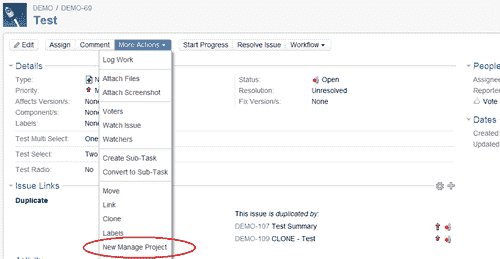 DEMO / DEMO-69
Test
Edit Assign Comment More Actions Start Progress Resolve Issue Workflow
Details
People
Type:
Status: Open
Priority:
Resolution: Unresolved
Affects Version/s: None
Fix Version/s: None
Component/s: None
Labels: None
Vote
Test Multi Select: One
Dates
Test Select: Two
Created:
Test Radio: No
Updated
Log Work
Attach Files
Attach Screenshot
Voters
Watch Issue
Watchers
Create Sub-Task
Convert to Sub-Task
Move
Link
Clone
Labels
New Manage Project
Issue Links
Duplicate
This issue is duplicated by:
DEMO-107 Test Summary
DEMO-109 CLONE - Test